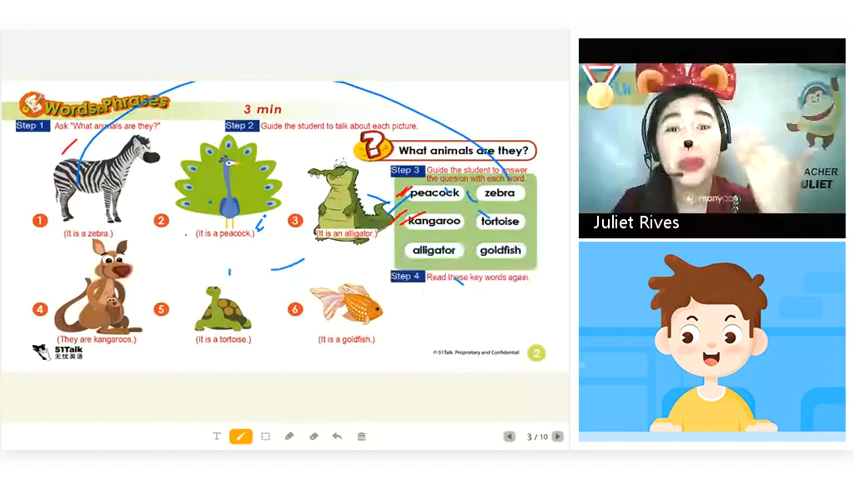 Words&Phrases
3 min
Step 1 Ask "What animals are they?"
Step 2 Guide the student to talk about each picture.
? What animals are they?
Step 3 Guide the student to answer
the quesion with each word.
peacock zebra
kangaroo tortoise
alligator goldfish
Step 4 Read these key words again.
1 2 3
(It is a zebra.) (It is a peacock.) (It is an alligator.)
4 5 6
(They are kangaroos.) (It is a tortoise.) (It is a goldfish.)
51Talk
无忧英语
© 51Talk. Proprietary and Confidential 2
T 3 / 10
manycam
Juliet Rives